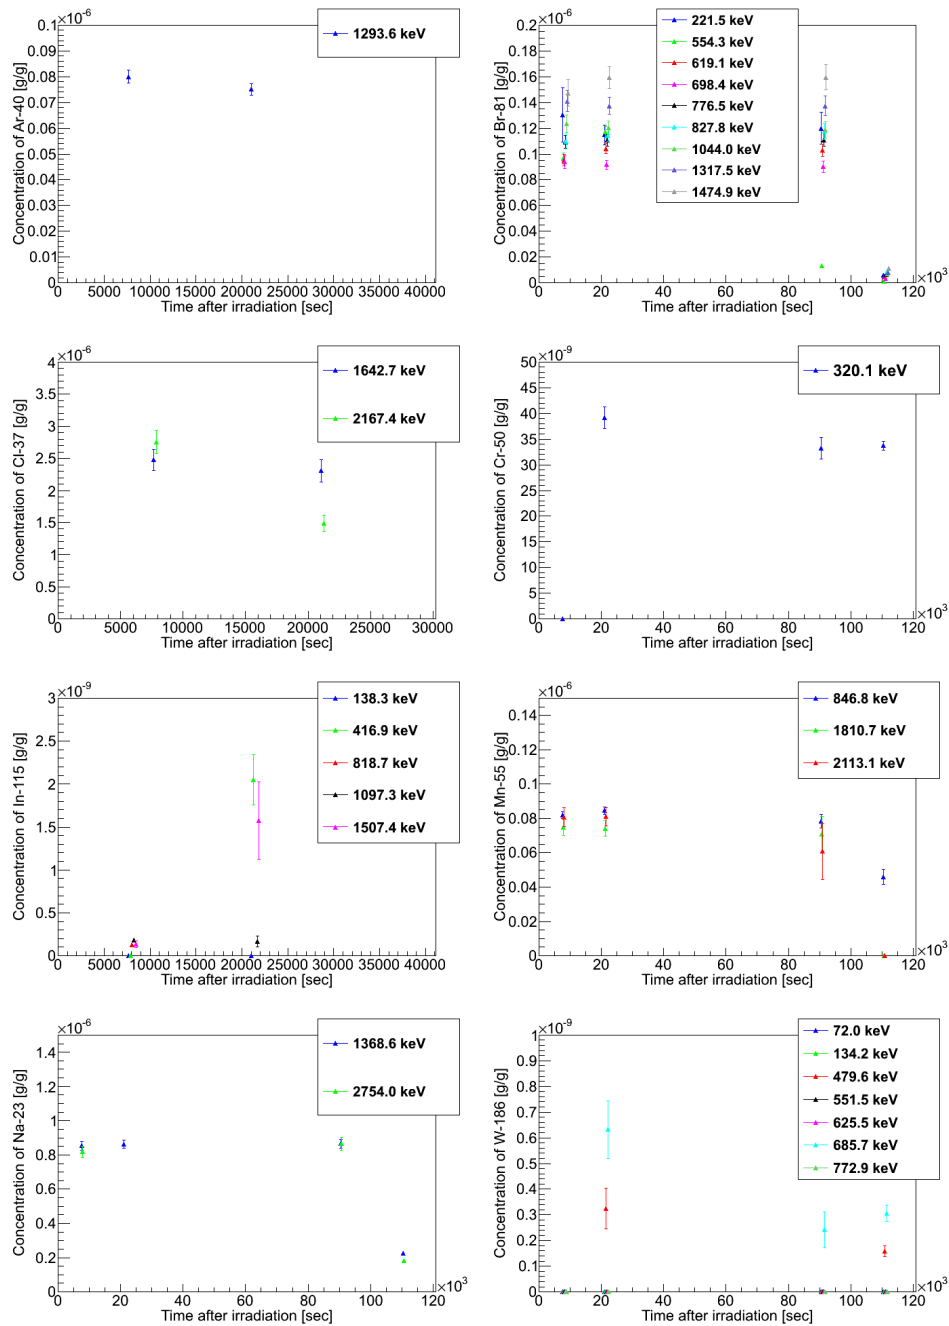 ×10⁻⁶
Concentration of Ar-40 [g/g]
0.1
0.09
0.08
0.07
0.06
0.05
0.04
0.03
0.02
0.01
0
0 5000 10000 15000 20000 25000 30000 35000 40000
Time after irradiation [sec]
1293.6 keV
×10⁻⁶
Concentration of Br-81 [g/g]
0.2
0.18
0.16
0.14
0.12
0.1
0.08
0.06
0.04
0.02
0
0 20 40 60 80 100 120
×10³
Time after irradiation [sec]
221.5 keV
554.3 keV
619.1 keV
698.4 keV
776.5 keV
827.8 keV
1044.0 keV
1317.5 keV
1474.9 keV
×10⁻⁶
Concentration of Cl-37 [g/g]
4
3.5
3
2.5
2
1.5
1
0.5
0
0 5000 10000 15000 20000 25000 30000
Time after irradiation [sec]
1642.7 keV
2167.4 keV
×10⁻⁹
Concentration of Cr-50 [g/g]
50
45
40
35
30
25
20
15
10
5
0
0 20 40 60 80 100 120
×10³
Time after irradiation [sec]
320.1 keV
×10⁻⁹
Concentration of In-115 [g/g]
3
2.5
2
1.5
1
0.5
0
0 5000 10000 15000 20000 25000 30000 35000 40000
Time after irradiation [sec]
138.3 keV
416.9 keV
818.7 keV
1097.3 keV
1507.4 keV
×10⁻⁶
Concentration of Mn-55 [g/g]
0.14
0.12
0.1
0.08
0.06
0.04
0.02
0
0 20 40 60 80 100 120
×10³
Time after irradiation [sec]
846.8 keV
1810.7 keV
2113.1 keV
×10⁻⁶
Concentration of Na-23 [g/g]
1.4
1.2
1
0.8
0.6
0.4
0.2
0
0 20 40 60 80 100 120
×10³
Time after irradiation [sec]
1368.6 keV
2754.0 keV
×10⁻⁹
Concentration of W-186 [g/g]
1
0.9
0.8
0.7
0.6
0.5
0.4
0.3
0.2
0.1
0
0 20 40 60 80 100 120
×10³
Time after irradiation [sec]
72.0 keV
134.2 keV
479.6 keV
551.5 keV
625.5 keV
685.7 keV
772.9 keV